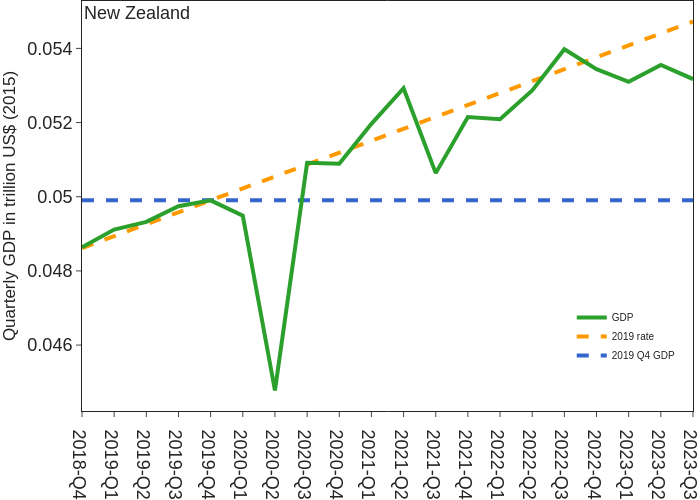 New Zealand
Quarterly GDP in trillion US$ (2015)
0.054
0.052
0.05
0.048
0.046
GDP
2019 rate
2019 Q4 GDP
2018-Q4
2019-Q1
2019-Q2
2019-Q3
2019-Q4
2020-Q1
2020-Q2
2020-Q3
2020-Q4
2021-Q1
2021-Q2
2021-Q3
2021-Q4
2022-Q1
2022-Q2
2022-Q3
2022-Q4
2023-Q1
2023-Q2
2023-Q3